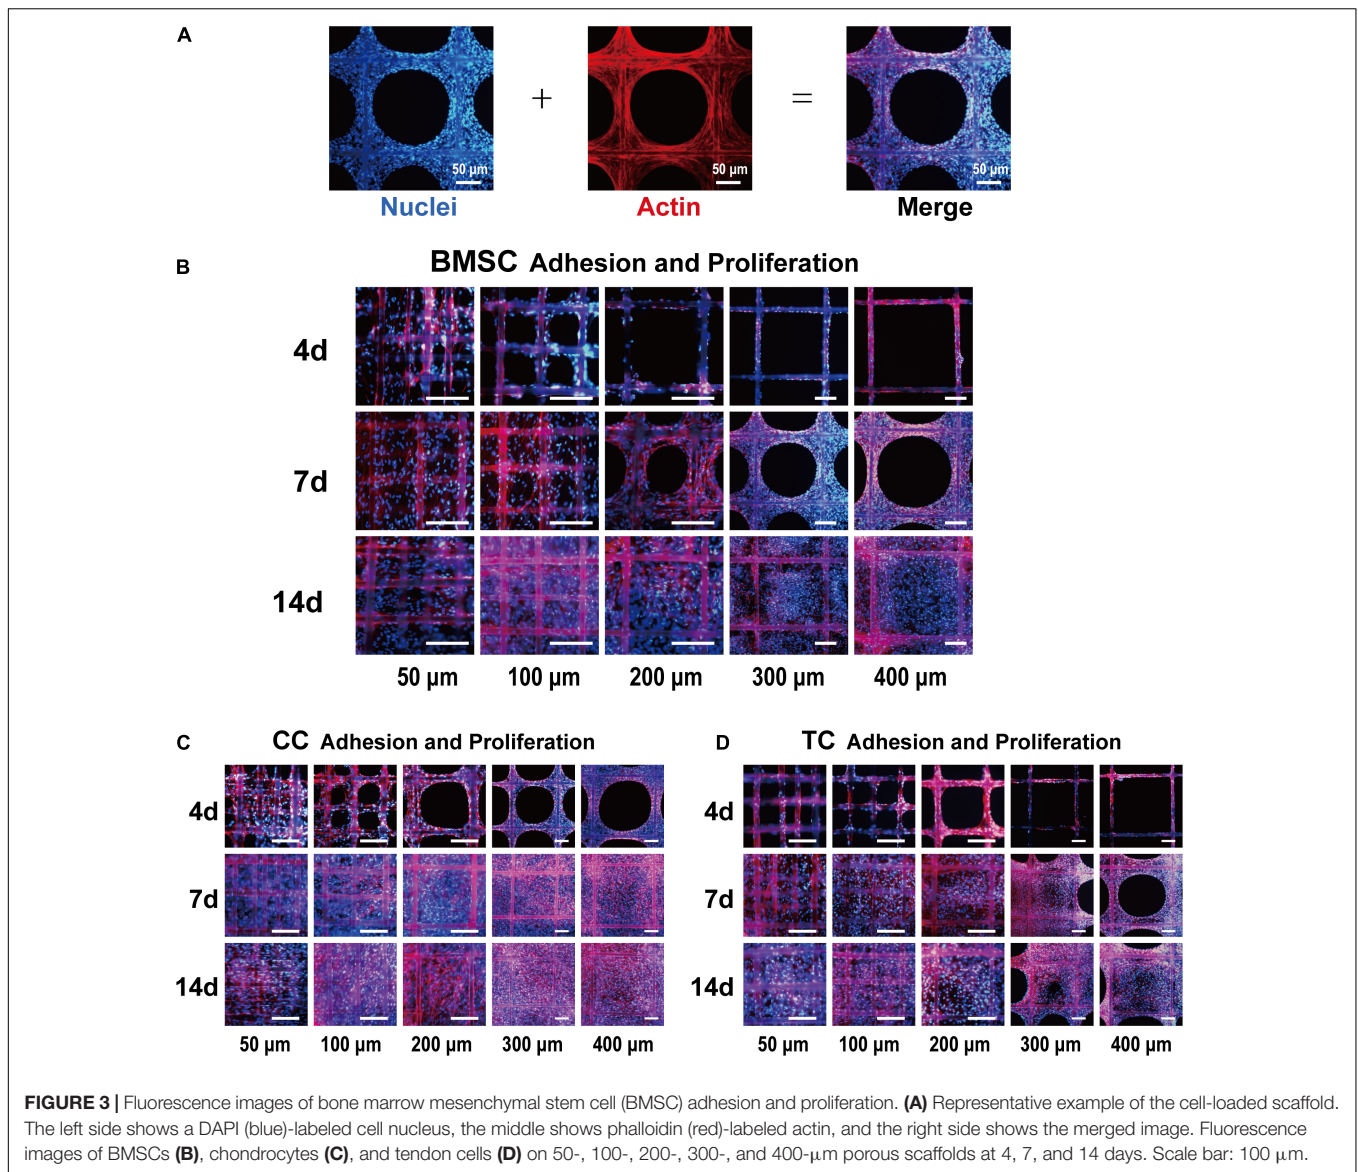 A
50 µm
+
50 µm
=
50 µm
Nuclei
Actin
Merge
B
BMSC Adhesion and Proliferation
4d
7d
14d
50 µm 100 µm 200 µm 300 µm 400 µm
C
CC Adhesion and Proliferation
4d
7d
14d
50 µm 100 µm 200 µm 300 µm 400 µm
D
TC Adhesion and Proliferation
4d
7d
14d
50 µm 100 µm 200 µm 300 µm 400 µm
FIGURE 3 | Fluorescence images of bone marrow mesenchymal stem cell (BMSC) adhesion and proliferation. (A) Representative example of the cell-loaded scaffold.
The left side shows a DAPI (blue)-labeled cell nucleus, the middle shows phalloidin (red)-labeled actin, and the right side shows the merged image. Fluorescence
images of BMSCs (B), chondrocytes (C), and tendon cells (D) on 50-, 100-, 200-, 300-, and 400-µm porous scaffolds at 4, 7, and 14 days. Scale bar: 100 µm.